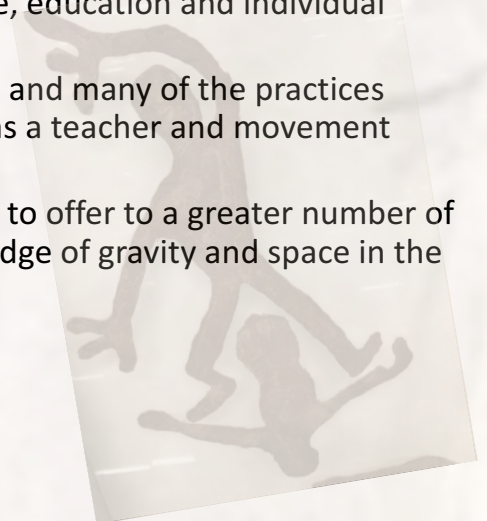 , education and individual
and many of the practices
s a teacher and movement
to offer to a greater number of
dge of gravity and space in the